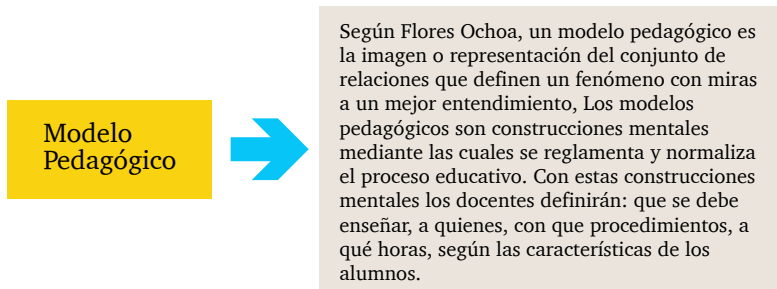 Modelo
Pedagógico
Según Flores Ochoa, un modelo pedagógico es
la imagen o representación del conjunto de
relaciones que definen un fenómeno con miras
a un mejor entendimiento, Los modelos
pedagógicos son construcciones mentales
mediante las cuales se reglamenta y normaliza
el proceso educativo. Con estas construcciones
mentales los docentes definirán: que se debe
enseñar, a quienes, con que procedimientos, a
qué horas, según las características de los
alumnos.